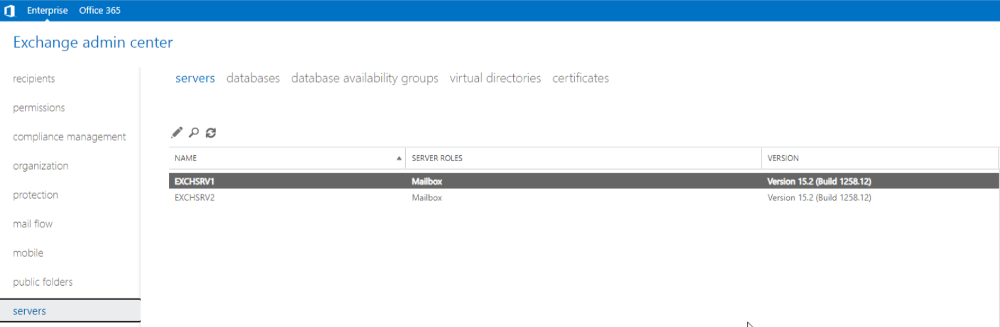 Enterprise Office 365
Exchange admin center
recipients
permissions
compliance management
organization
protection
mail flow
mobile
public folders
servers
servers databases database availability groups virtual directories certificates
NAME SERVER ROLES VERSION
EXCHSRV1 Mailbox Version 15.2 (Build 1258.12)
EXCHSRV2 Mailbox Version 15.2 (Build 1258.12)